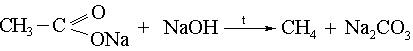 CH₃—C(=O)ONa + NaOH —t→ CH₄ + Na₂CO₃